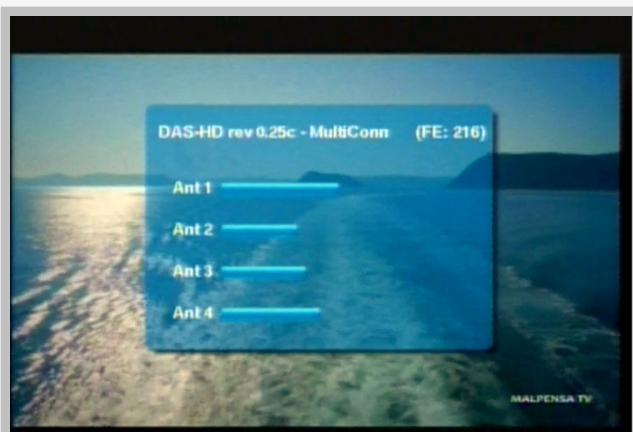 DAS-HD rev 0.25c - MultiConn (FE: 216)
Ant 1
Ant 2
Ant 3
Ant 4
MALPENSA TV